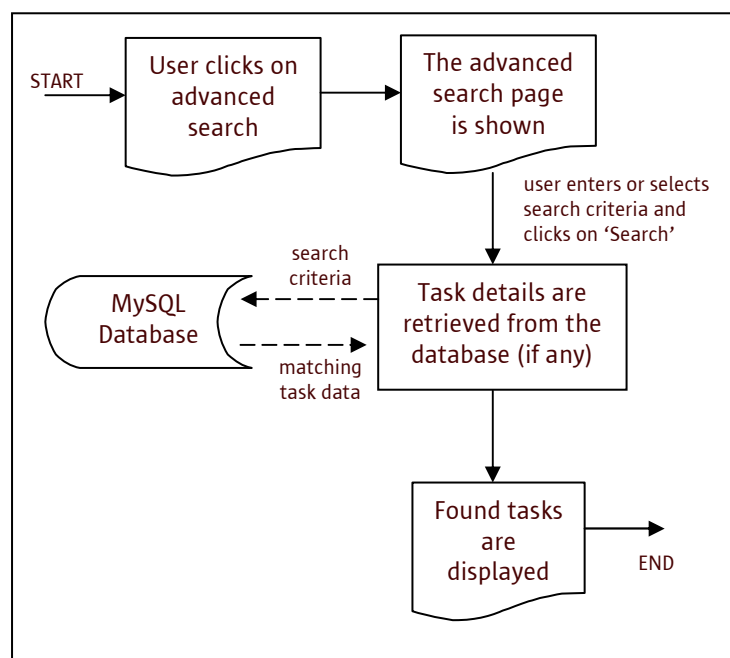 START
User clicks on
advanced
search
The advanced
search page
is shown
user enters or selects
search criteria and
clicks on ‘Search’
search
criteria
MySQL
Database
matching
task data
Task details are
retrieved from the
database (if any)
Found tasks
are
displayed
END